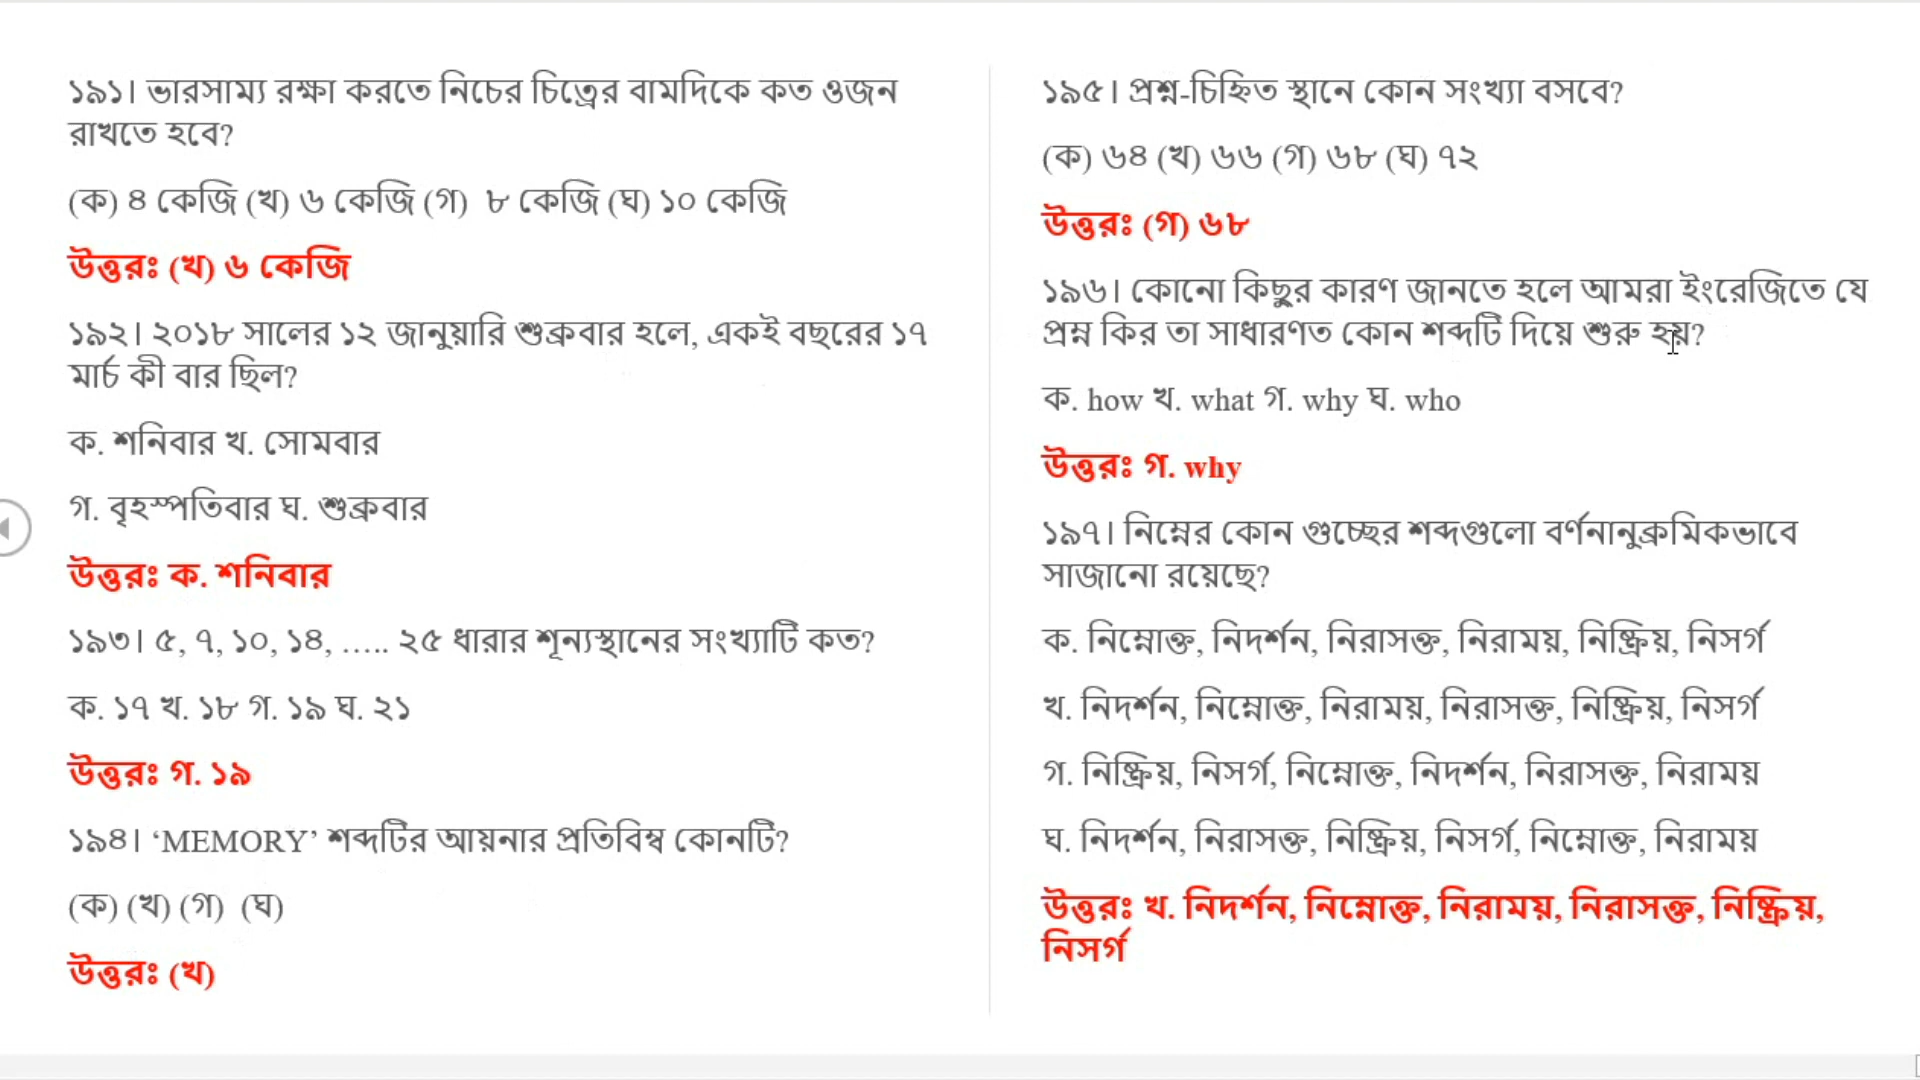 ১৯১। ভারসাম্য রক্ষা করতে নিচের চিত্রের বামদিকে কত ওজন
রাখতে হবে?
(ক) ৪ কেজি (খ) ৬ কেজি (গ) ৮ কেজি (ঘ) ১০ কেজি
উত্তরঃ (খ) ৬ কেজি
১৯২। ২০১৮ সালের ১২ জানুয়ারি শুক্রবার হলে, একই বছরের ১৭
মার্চ কী বার ছিল?
ক. শনিবার খ. সোমবার
গ. বৃহস্পতিবার ঘ. শুক্রবার
উত্তরঃ ক. শনিবার
১৯৩। ৫, ৭, ১০, ১৪, ..... ২৫ ধারার শূন্যস্থানের সংখ্যাটি কত?
ক. ১৭ খ. ১৮ গ. ১৯ ঘ. ২১
উত্তরঃ গ. ১৯
১৯৪। ‘MEMORY’ শব্দটির আয়নার প্রতিবিম্ব কোনটি?
(ক) (খ) (গ) (ঘ)
উত্তরঃ (খ)
১৯৫। প্রশ্ন-চিহ্নিত স্থানে কোন সংখ্যা বসবে?
(ক) ৬৪ (খ) ৬৬ (গ) ৬৮ (ঘ) ৭২
উত্তরঃ (গ) ৬৮
১৯৬। কোনো কিছুর কারণ জানতে হলে আমরা ইংরেজিতে যে
প্রম্ন কির তা সাধারণত কোন শব্দটি দিয়ে শুরু হয়?
ক. how খ. what গ. why ঘ. who
উত্তরঃ গ. why
১৯৭। নিম্নের কোন গুচ্ছের শব্দগুলো বর্ণনানুক্রমিকভাবে
সাজানো রয়েছে?
ক. নিম্নোক্ত, নিদর্শন, নিরাসক্ত, নিরাময়, নিষ্ক্রিয়, নিসর্গ
খ. নিদর্শন, নিম্নোক্ত, নিরাময়, নিরাসক্ত, নিষ্ক্রিয়, নিসর্গ
গ. নিষ্ক্রিয়, নিসর্গ, নিম্নোক্ত, নিদর্শন, নিরাসক্ত, নিরাময়
ঘ. নিদর্শন, নিরাসক্ত, নিষ্ক্রিয়, নিসর্গ, নিম্নোক্ত, নিরাময়
উত্তরঃ খ. নিদর্শন, নিম্নোক্ত, নিরাময়, নিরাসক্ত, নিষ্ক্রিয়,
নিসর্গ